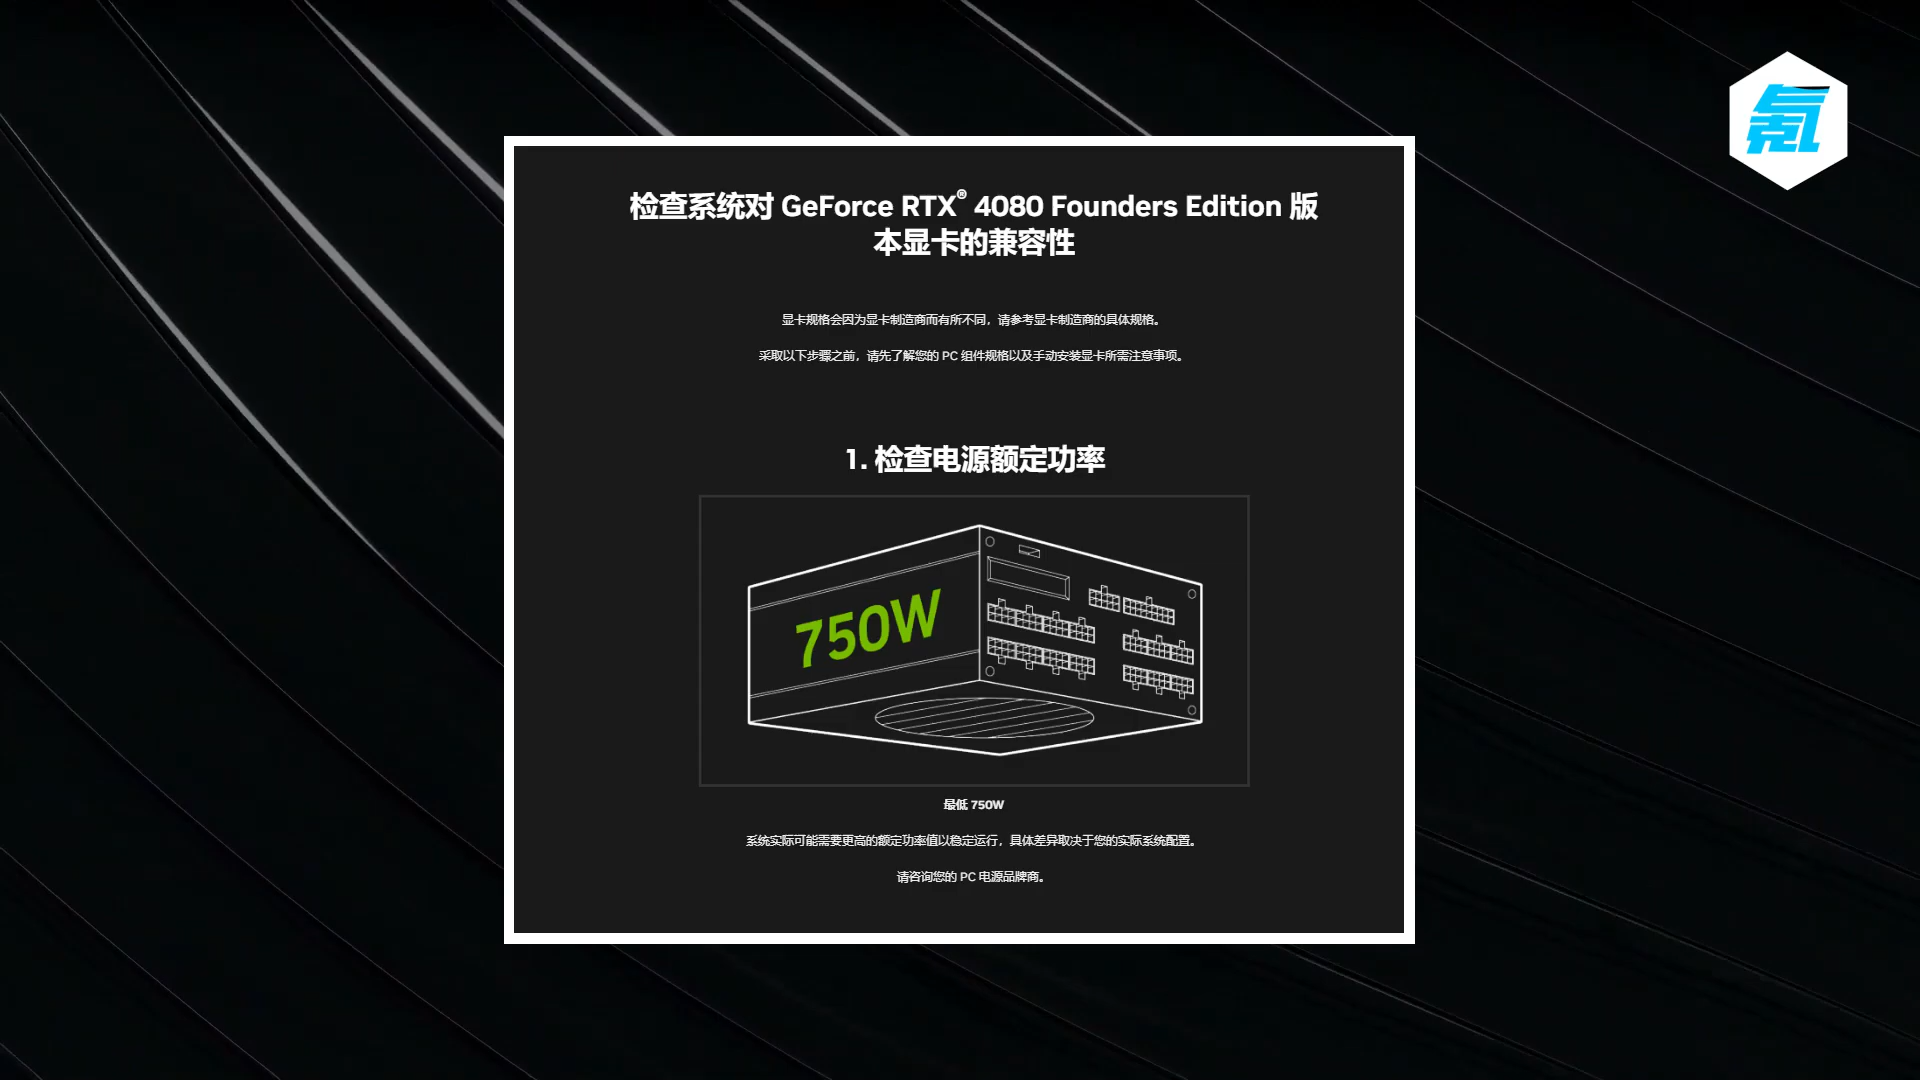 氪
检查系统对 GeForce RTX® 4080 Founders Edition 版
本显卡的兼容性
显卡规格会因为显卡制造商而有所不同，请参考显卡制造商的具体规格。
采取以下步骤之前，请先了解您的 PC 组件规格以及手动安装显卡所需注意事项。
1. 检查电源额定功率
750W
最低 750W
系统实际可能需要更高的额定功率值以稳定运行，具体差异取决于您的实际系统配置。
请咨询您的 PC 电源品牌商。